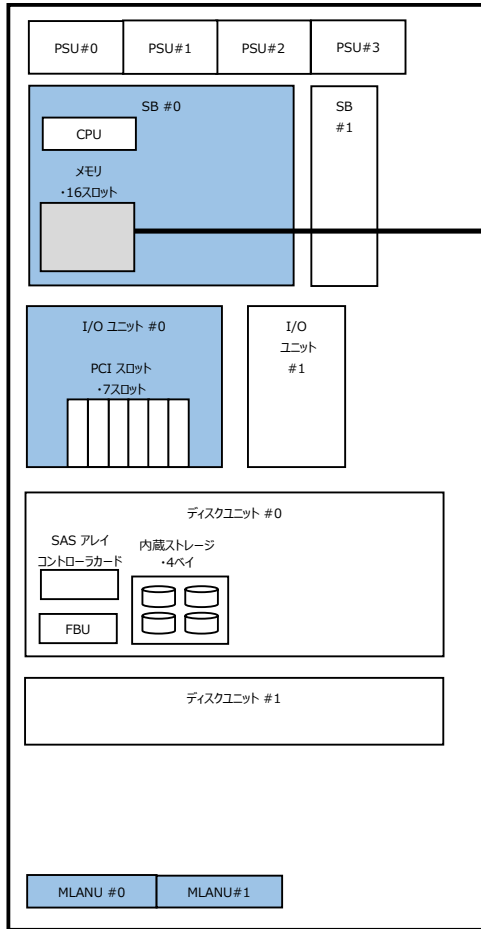 PSU#0
PSU#1
PSU#2
PSU#3
SB #0
CPU
メモリ
・16スロット
SB
#1
I/O ユニット #0
PCI スロット
・7スロット
I/O
ユニット
#1
ディスクユニット #0
SAS アレイ
コントローラカード
FBU
内蔵ストレージ
・4ベイ
ディスクユニット #1
MLANU #0
MLANU#1